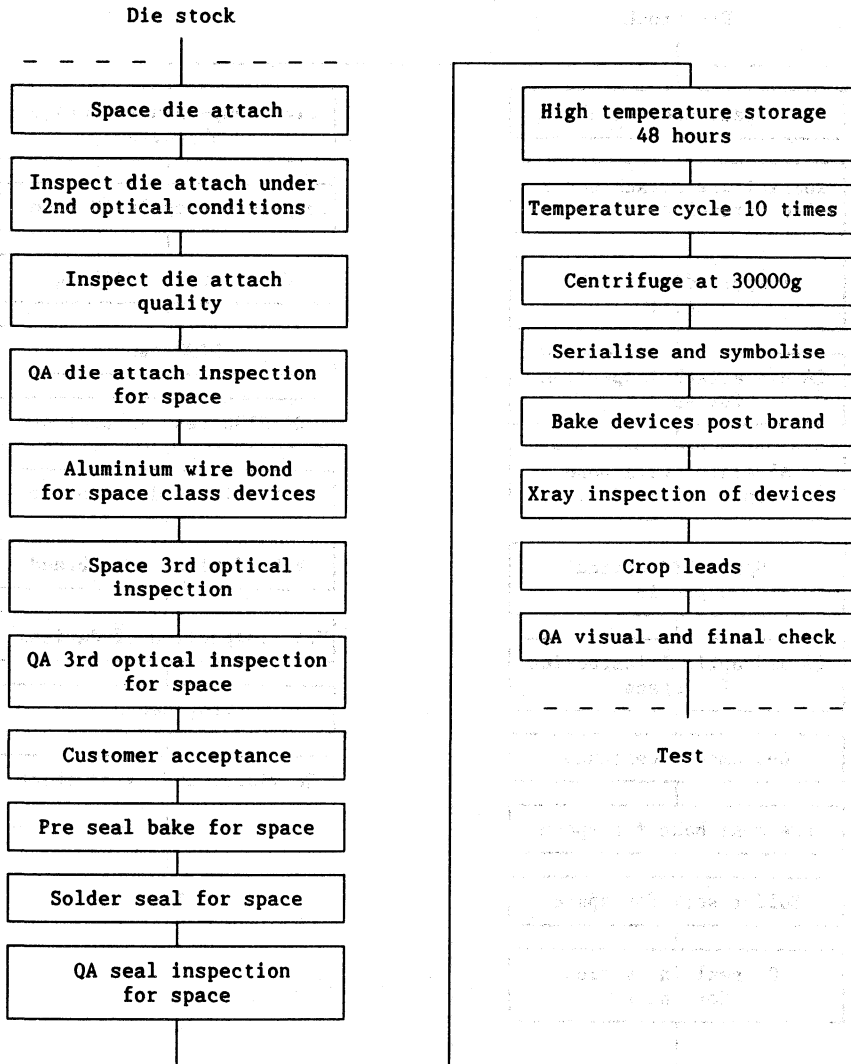 Die stock
Space die attach
Inspect die attach under
2nd optical conditions
Inspect die attach
quality
QA die attach inspection
for space
Aluminium wire bond
for space class devices
Space 3rd optical
inspection
QA 3rd optical inspection
for space
Customer acceptance
Pre seal bake for space
Solder seal for space
QA seal inspection
for space
High temperature storage
48 hours
Temperature cycle 10 times
Centrifuge at 30000g
Serialise and symbolise
Bake devices post brand
Xray inspection of devices
Crop leads
QA visual and final check
Test